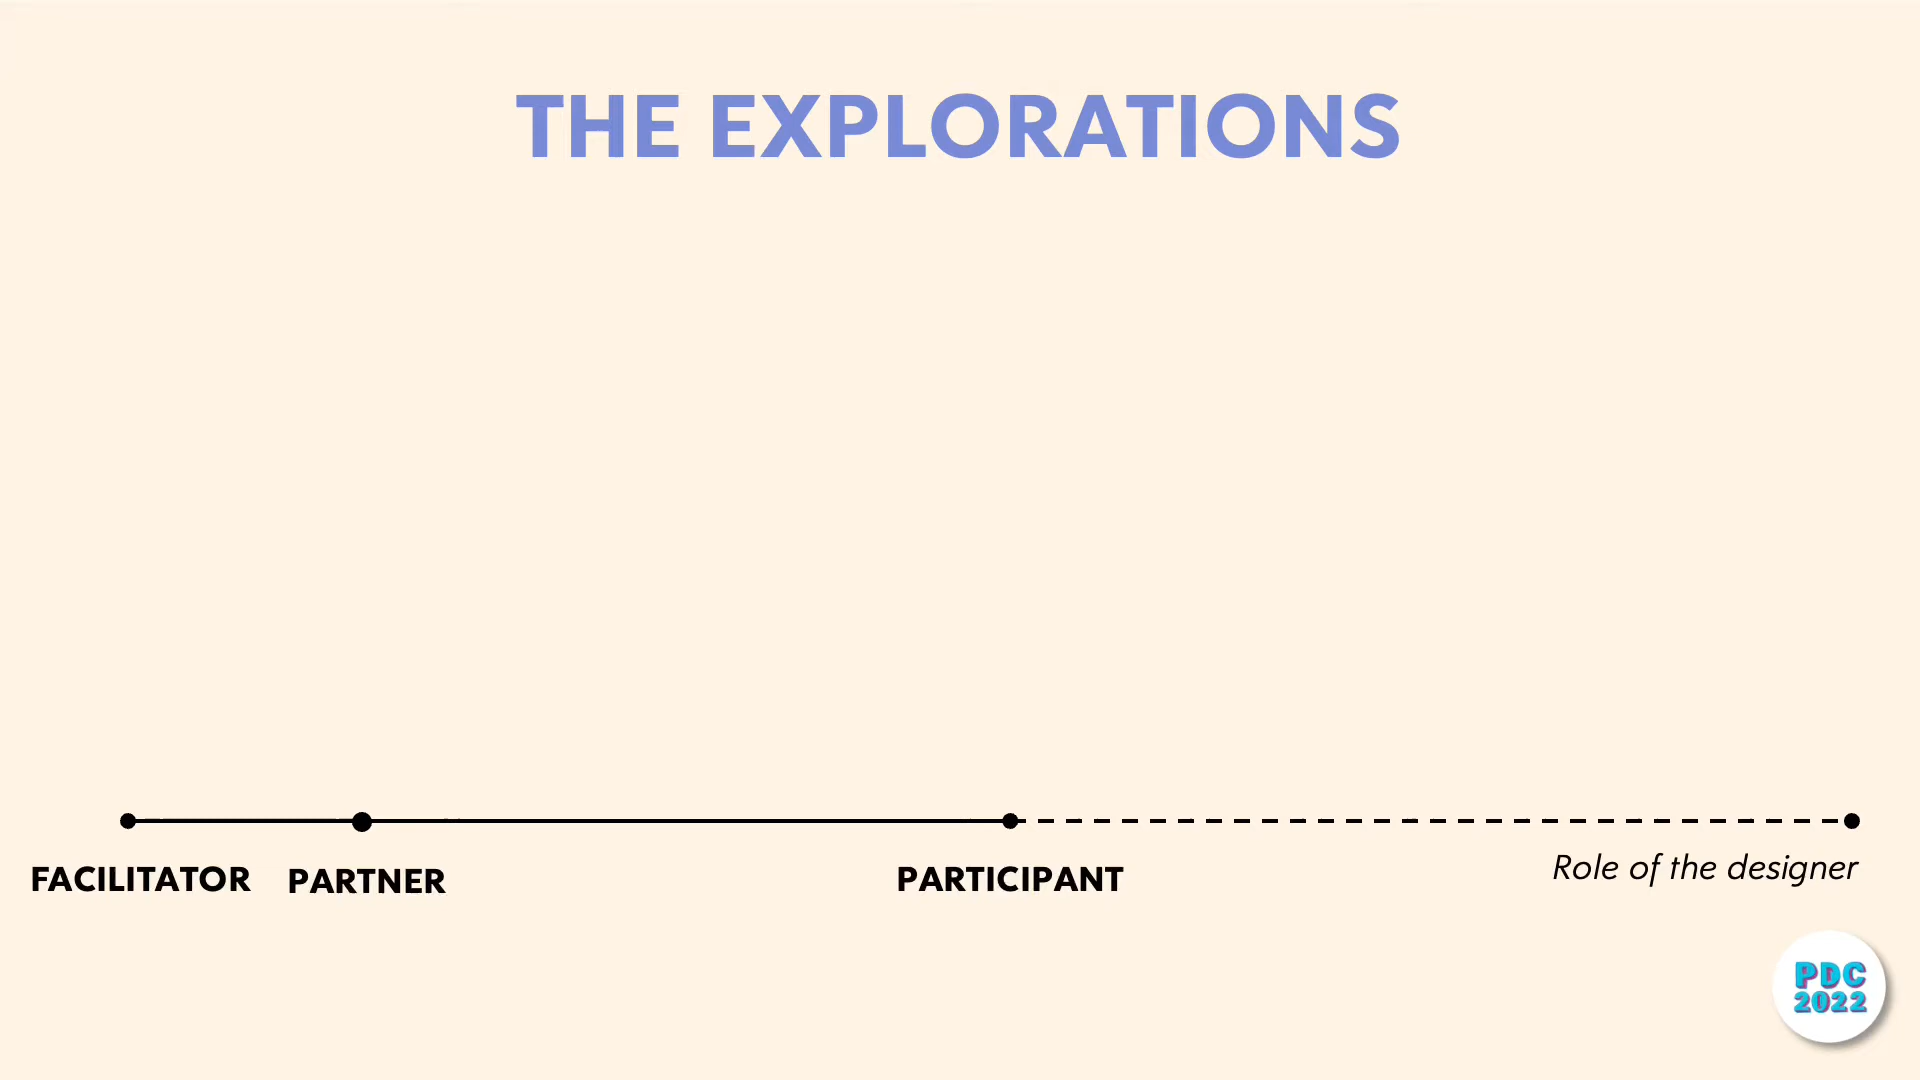 THE EXPLORATIONS
FACILITATOR PARTNER PARTICIPANT Role of the designer
PDC
2022